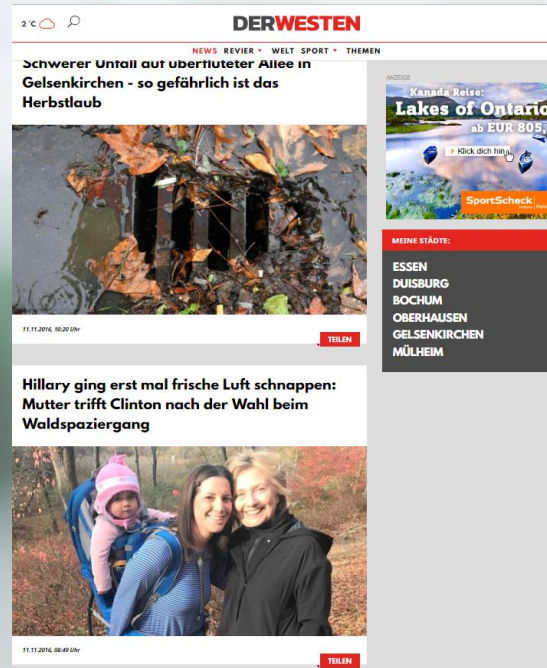 2 °C
DERWESTEN
NEWS REVIER WELT SPORT THEMEN
Schwerer Unfall auf überfluteter Allee in
Gelsenkirchen - so gefährlich ist das
Herbstlaub
11.11.2016, 10:20 Uhr
TEILEN
Hillary ging erst mal frische Luft schnappen:
Mutter trifft Clinton nach der Wahl beim
Waldspaziergang
11.11.2016, 08:49 Uhr
TEILEN
ANZEIGE
Kanada Reise:
Lakes of Ontario
ab EUR 805,
Klick dich hin
SportScheck
MEINE STÄDTE:
ESSEN
DUISBURG
BOCHUM
OBERHAUSEN
GELSENKIRCHEN
MÜLHEIM